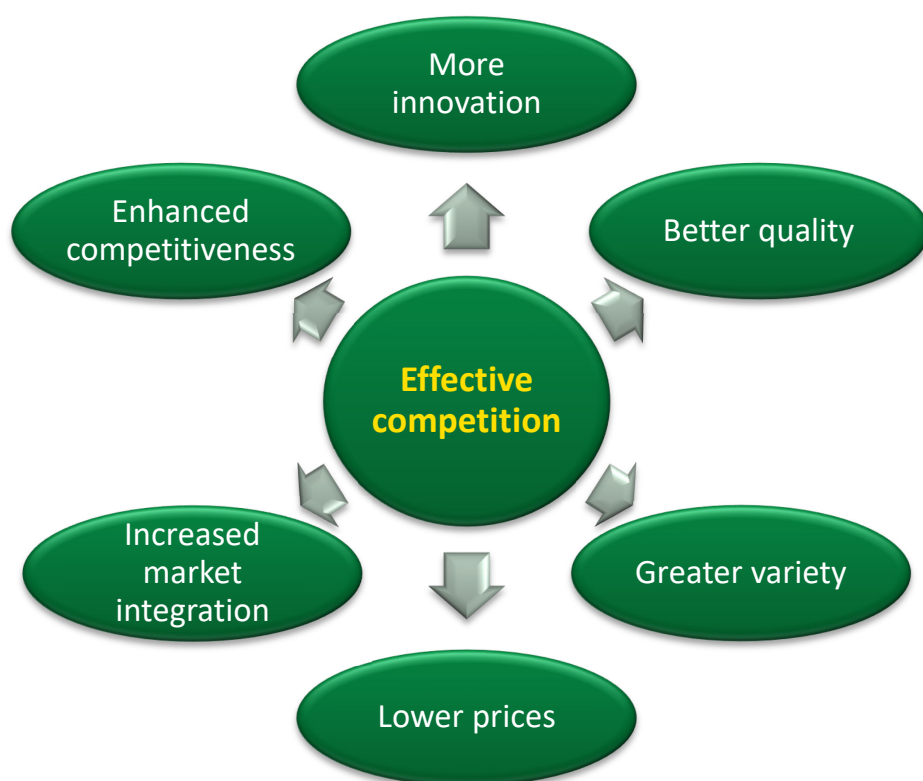 More
innovation
Enhanced
competitiveness
Better quality
Effective
competition
Increased
market
integration
Greater variety
Lower prices